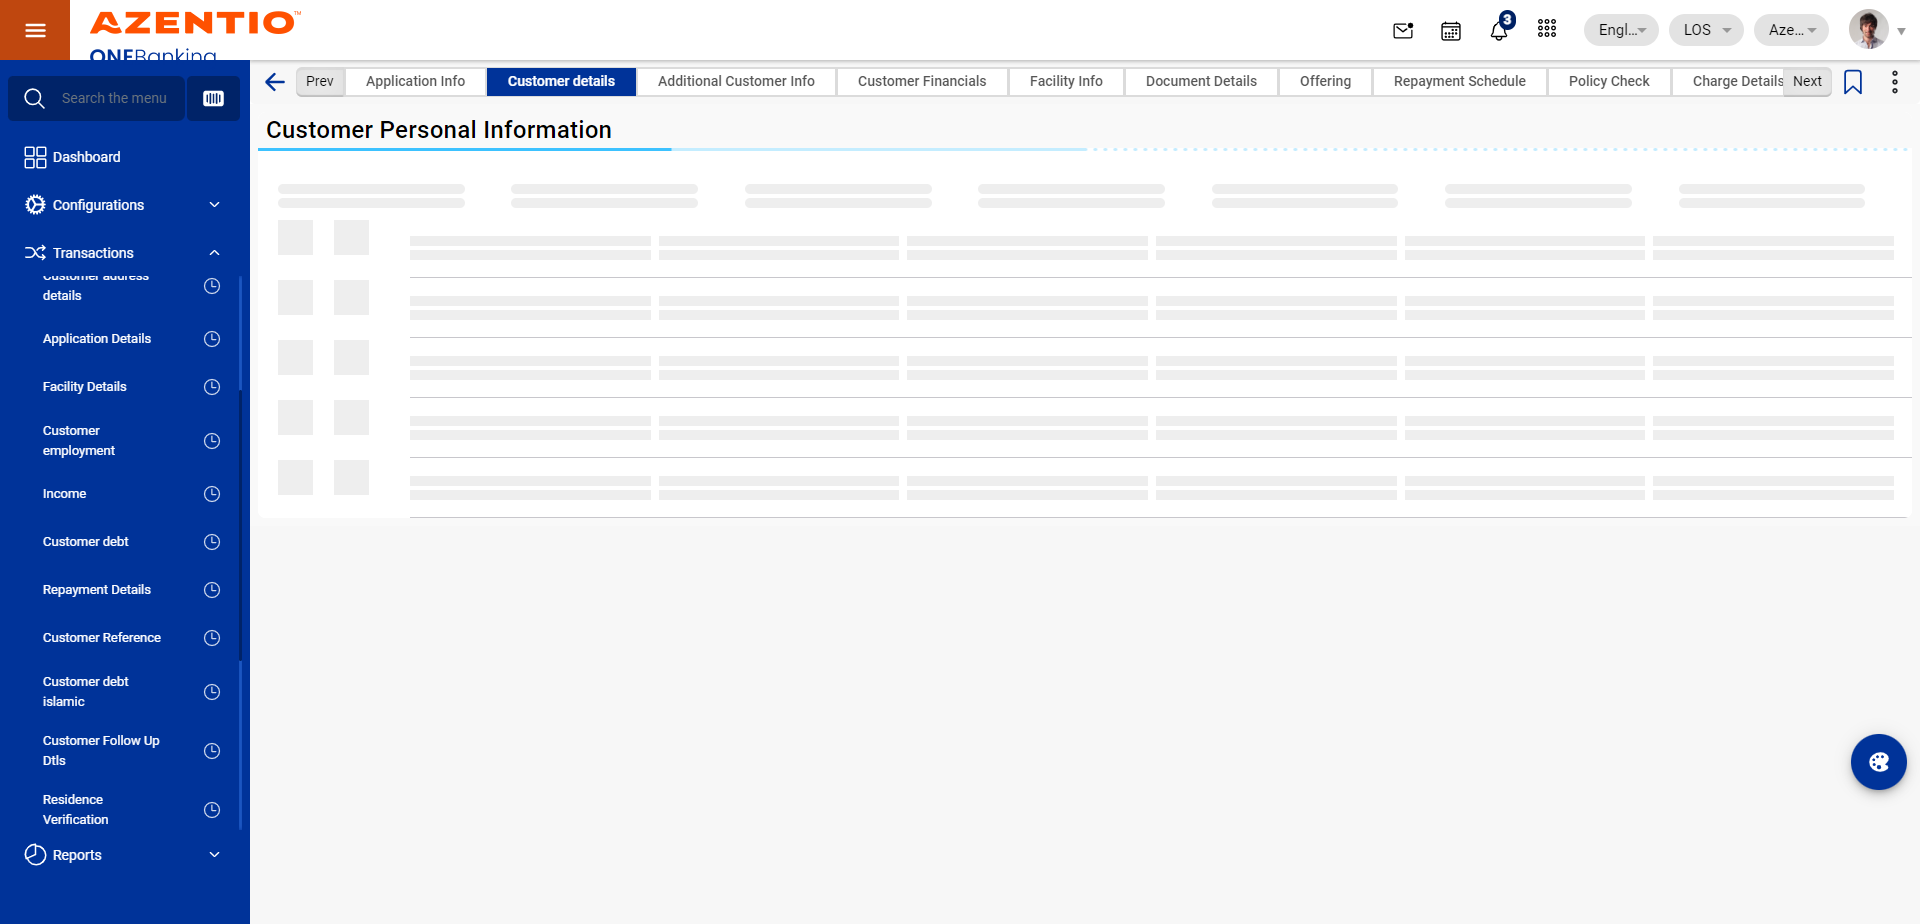 AZENTIO™
ONEBanking
3
Engl...
LOS
Aze...
Search the menu
Prev
Application Info
Customer details
Additional Customer Info
Customer Financials
Facility Info
Document Details
Offering
Repayment Schedule
Policy Check
Charge Details
Next
Customer Personal Information
Dashboard
Configurations
Transactions
Customer address
details
Application Details
Facility Details
Customer
employment
Income
Customer debt
Repayment Details
Customer Reference
Customer debt
islamic
Customer Follow Up
Dtls
Residence
Verification
Reports